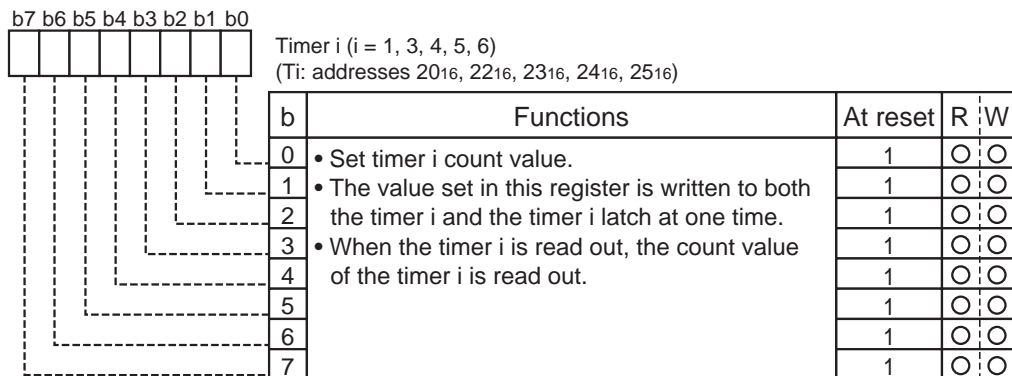 b7 b6 b5 b4 b3 b2 b1 b0
Timer i (i = 1, 3, 4, 5, 6)
(Ti: addresses 2016, 2216, 2316, 2416, 2516)
b Functions At reset R W
0 • Set timer i count value. 1 O O
1 • The value set in this register is written to both 1 O O
2 the timer i and the timer i latch at one time. 1 O O
3 • When the timer i is read out, the count value 1 O O
4 of the timer i is read out. 1 O O
5 1 O O
6 1 O O
7 1 O O